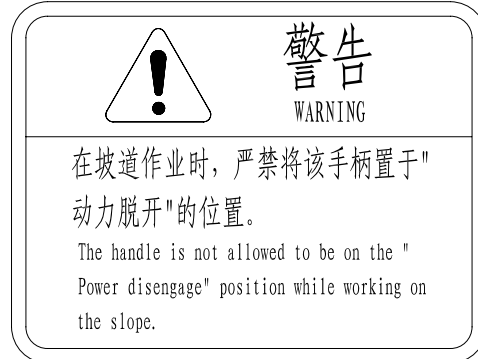 警告
WARNING
在坡道作业时，严禁将该手柄置于"
动力脱开"的位置。
The handle is not allowed to be on the "
Power disengage" position while working on
the slope.